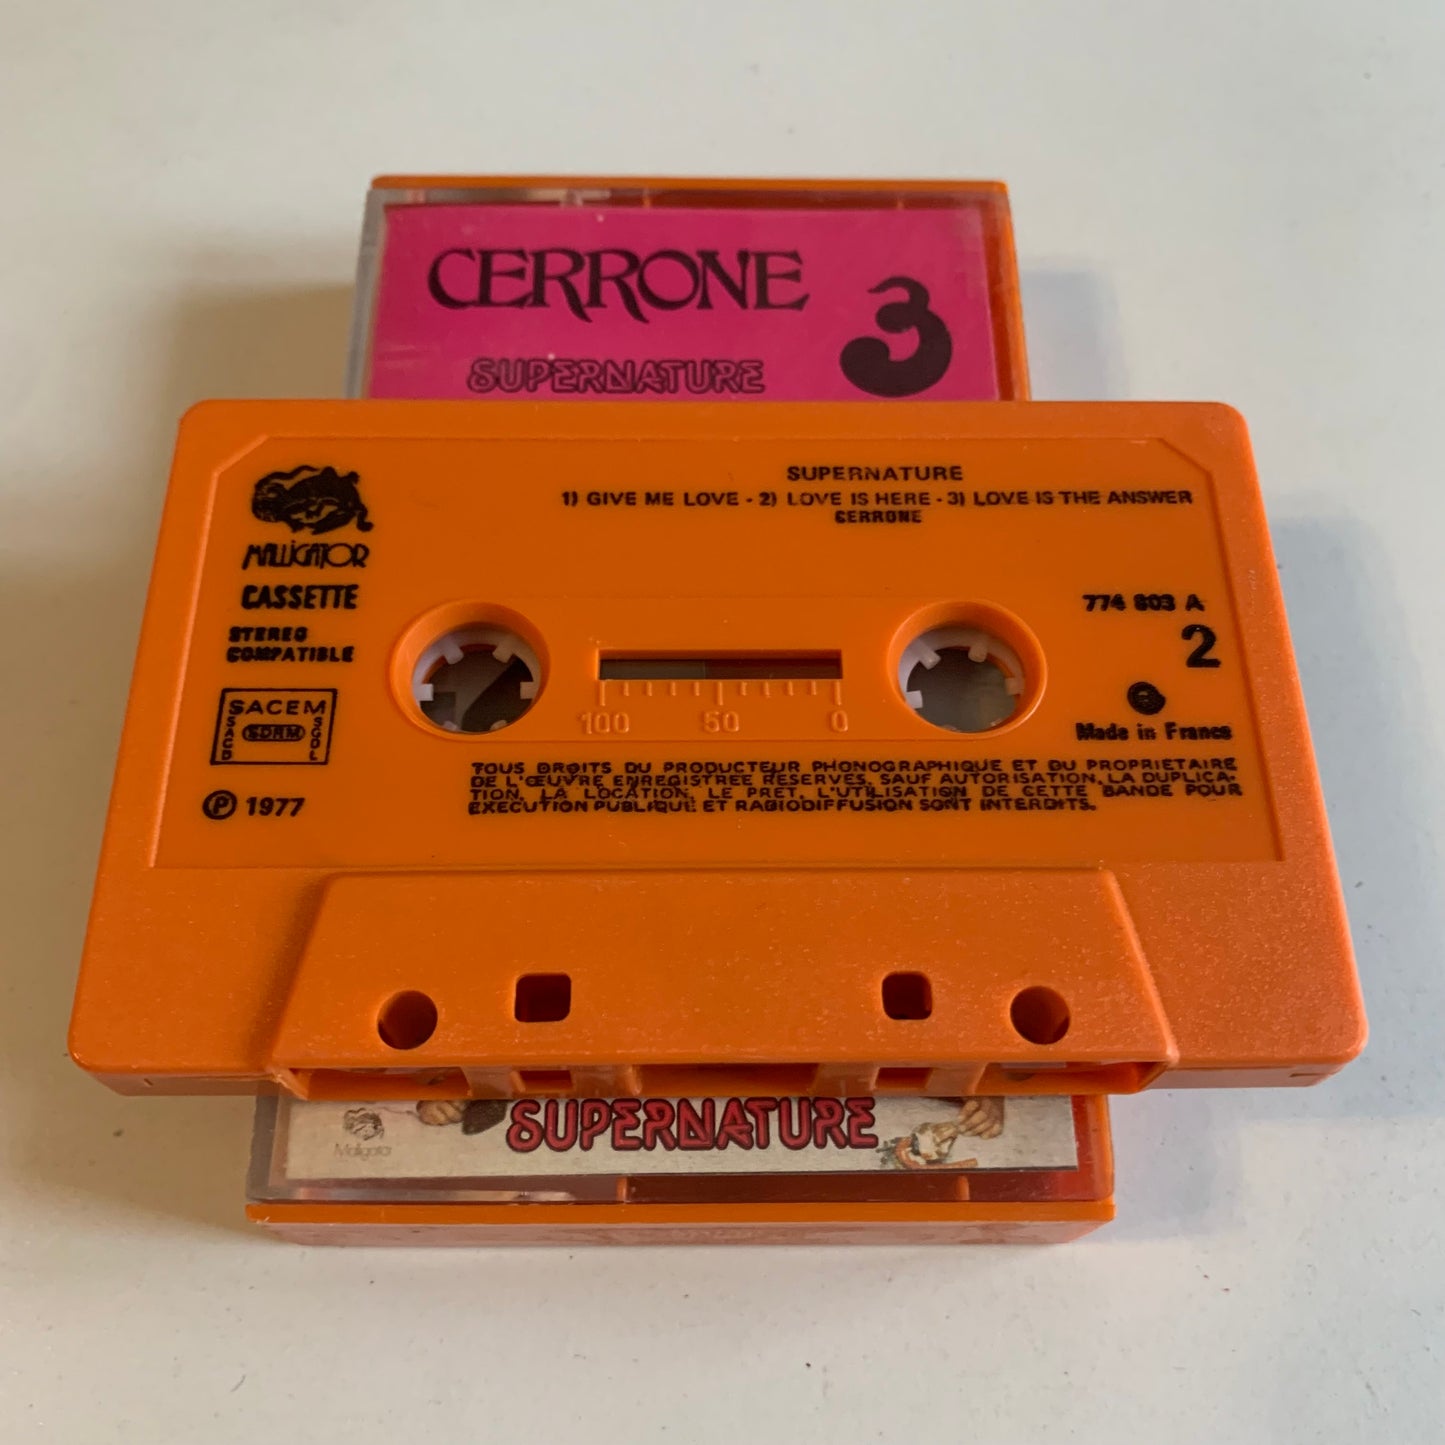 CERRONE
3
SUPERNATURE
SUPERNATURE
1) GIVE ME LOVE - 2) LOVE IS HERE - 3) LOVE IS THE ANSWER
CERRONE
MALLIGATOR
CASSETTE
STEREO
COMPATIBLE
774 803 A
2
SACEM
SACD
SDRM
SGDL
100 50 0
Made in France
℗ 1977
TOUS DROITS DU PRODUCTEUR PHONOGRAPHIQUE ET DU PROPRIETAIRE
DE L'ŒUVRE ENREGISTREE RESERVES, SAUF AUTORISATION, LA DUPLICA-
TION, LA LOCATION, LE PRET, L'UTILISATION DE CETTE BANDE POUR
EXECUTION PUBLIQUE ET RADIODIFFUSION SONT INTERDITS.
SUPERNATURE
Malligator